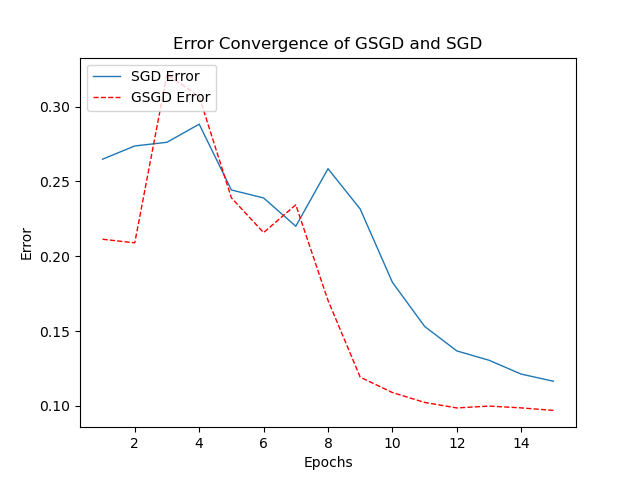 Error Convergence of GSGD and SGD
SGD Error
GSGD Error
0.30
0.25
0.20
0.15
0.10
Error
2 4 6 8 10 12 14
Epochs